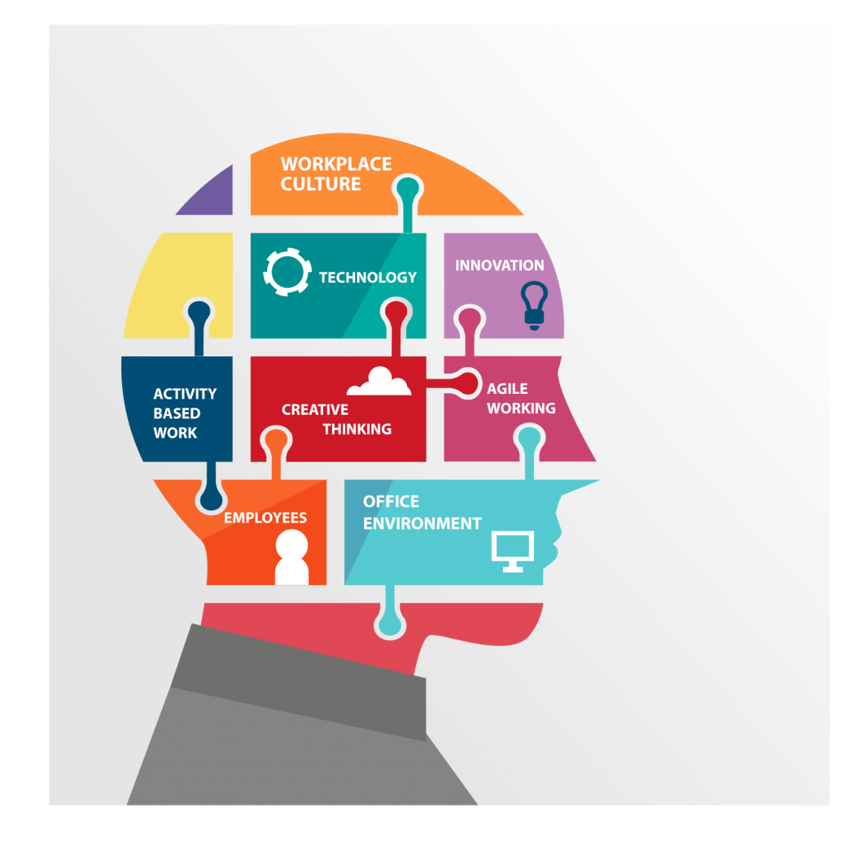 WORKPLACE
CULTURE
TECHNOLOGY
INNOVATION
ACTIVITY
BASED
WORK
CREATIVE
THINKING
AGILE
WORKING
EMPLOYEES
OFFICE
ENVIRONMENT